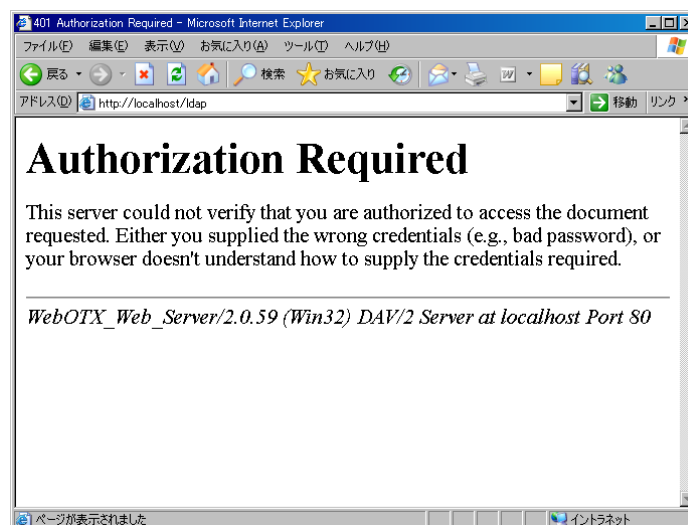 401 Authorization Required - Microsoft Internet Explorer
ファイル(F) 編集(E) 表示(V) お気に入り(A) ツール(T) ヘルプ(H)
戻る 検索 お気に入り
アドレス(D) http://localhost/ldap 移動 リンク »
Authorization Required
This server could not verify that you are authorized to access the document
requested. Either you supplied the wrong credentials (e.g., bad password), or
your browser doesn't understand how to supply the credentials required.
WebOTX_Web_Server/2.0.59 (Win32) DAV/2 Server at localhost Port 80
ページが表示されました イントラネット